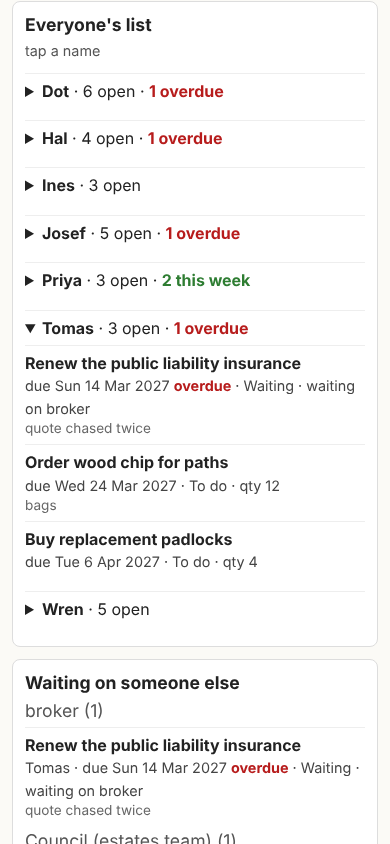 Everyone's list
tap a name
▶ Dot · 6 open · 1 overdue
▶ Hal · 4 open · 1 overdue
▶ Ines · 3 open
▶ Josef · 5 open · 1 overdue
▶ Priya · 3 open · 2 this week
▼ Tomas · 3 open · 1 overdue
Renew the public liability insurance
due Sun 14 Mar 2027 overdue · Waiting · waiting
on broker
quote chased twice
Order wood chip for paths
due Wed 24 Mar 2027 · To do · qty 12
bags
Buy replacement padlocks
due Tue 6 Apr 2027 · To do · qty 4
▶ Wren · 5 open
Waiting on someone else
broker (1)
Renew the public liability insurance
Tomas · due Sun 14 Mar 2027 overdue · Waiting ·
waiting on broker
quote chased twice
Council (estates team) (1)